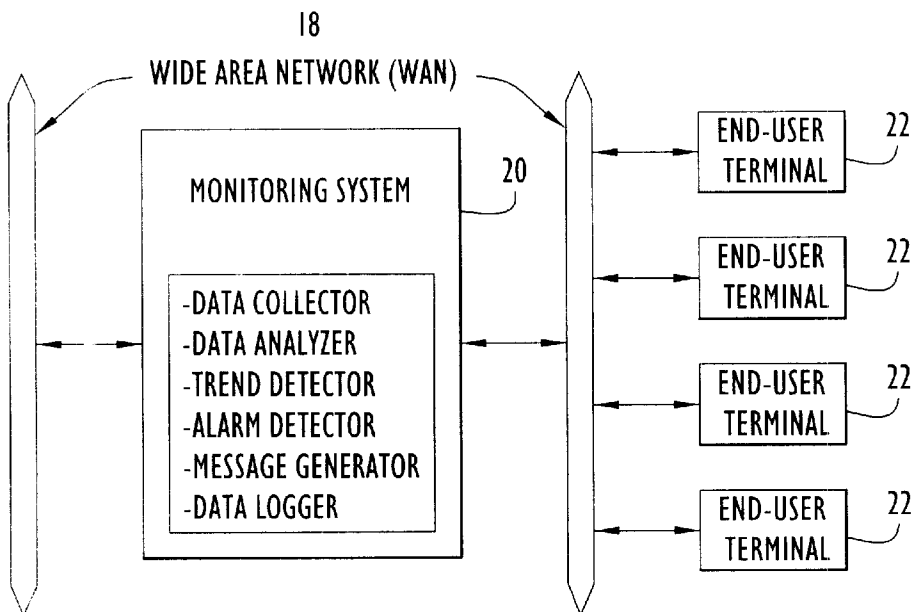 18
WIDE AREA NETWORK (WAN)
MONITORING SYSTEM
20
-DATA COLLECTOR
-DATA ANALYZER
-TREND DETECTOR
-ALARM DETECTOR
-MESSAGE GENERATOR
-DATA LOGGER
END-USER
TERMINAL
22
END-USER
TERMINAL
22
END-USER
TERMINAL
22
END-USER
TERMINAL
22